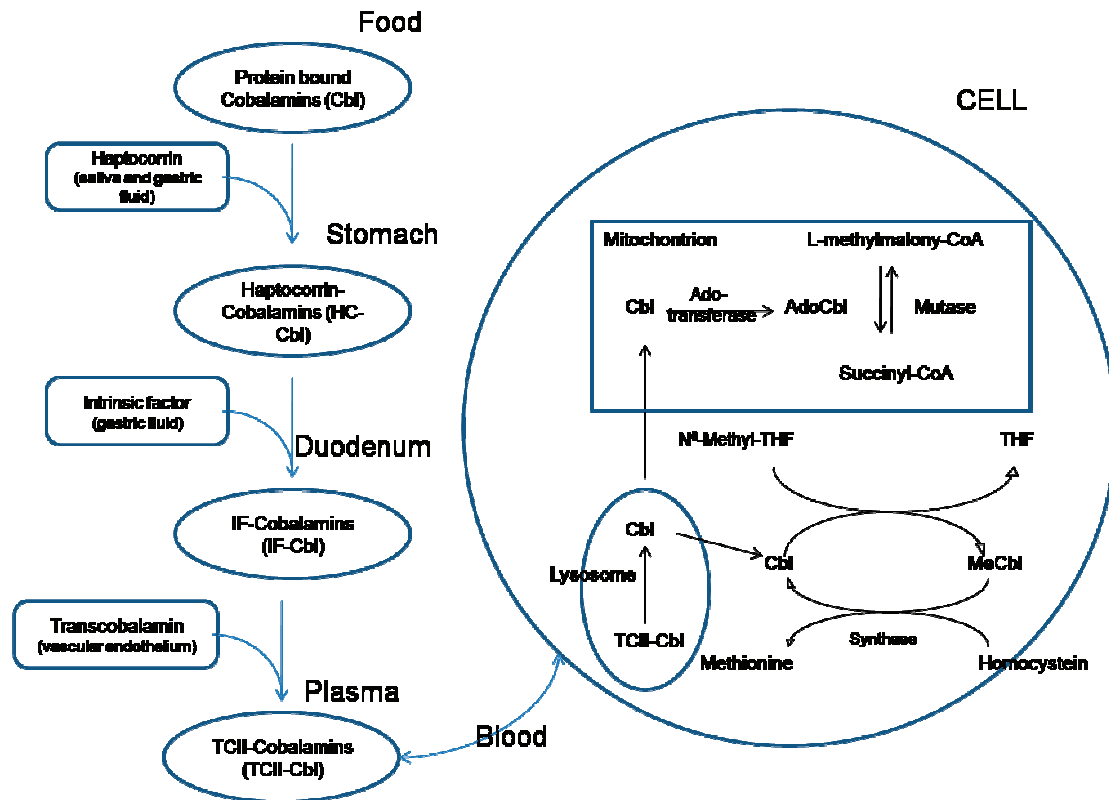 Food
Protein bound
Cobalamins (Cbl)
Haptocorrin
(saliva and gastric
fluid)
Stomach
Haptocorrin-
Cobalamins (HC-
Cbl)
Intrinsic factor
(gastric fluid)
Duodenum
IF-Cobalamins
(IF-Cbl)
Transcobalamin
(vascular endothelium)
Plasma
TCII-Cobalamins
(TCII-Cbl)
Blood
CELL
Mitochontrion
L-methylmalony-CoA
Cbl
Ado-
transferase
AdoCbl
Mutase
Succinyl-CoA
-Methyl-THF
THF
Cbl
Lysosome
TCII-Cbl
Cbl
MeCbl
Synthase
Methionine
Homocystein